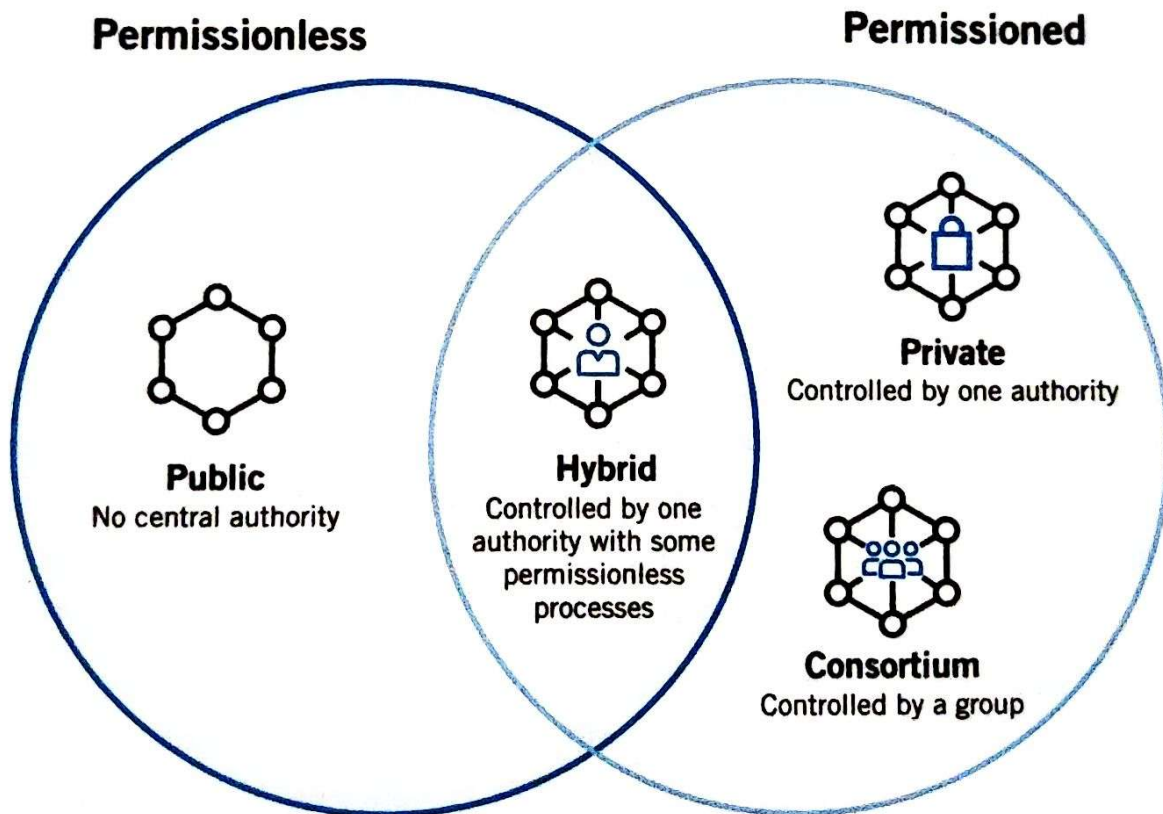 Permissionless
Permissioned
Public
No central authority
Hybrid
Controlled by one
authority with some
permissionless
processes
Private
Controlled by one authority
Consortium
Controlled by a group